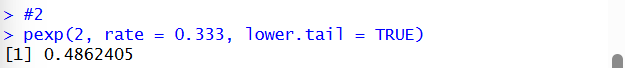 > #2
> pexp(2, rate = 0.333, lower.tail = TRUE)
[1] 0.4862405